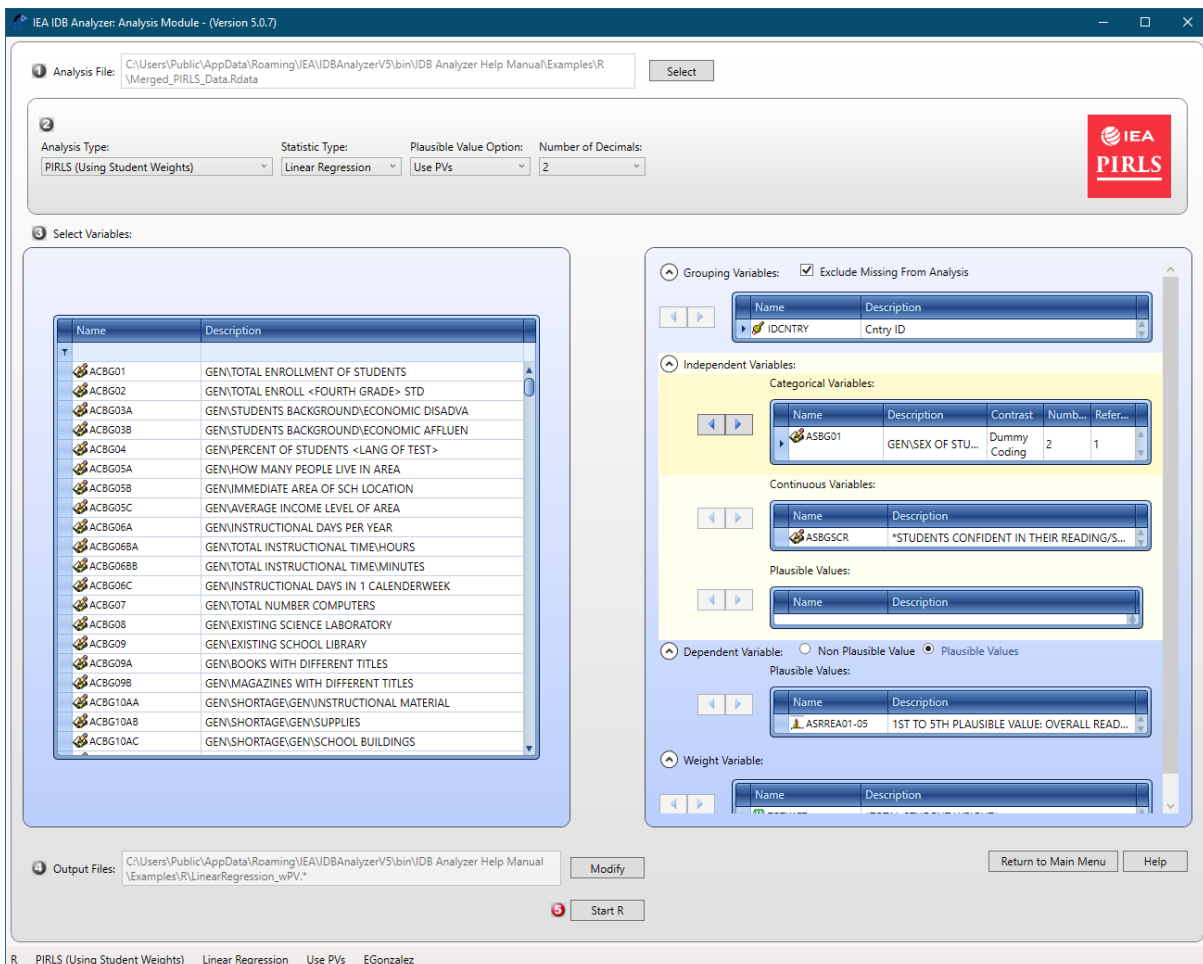 IEA IDB Analyzer: Analysis Module - (Version 5.0.7)
1 Analysis File:
C:\Users\Public\AppData\Roaming\IEA\IDBAnalyzerV5\bin\IDB Analyzer Help Manual\Examples\R
\Merged_PIRLS_Data.Rdata
Select
2
Analysis Type: Statistic Type: Plausible Value Option: Number of Decimals:
PIRLS (Using Student Weights) Linear Regression Use PVs 2
IEA
PIRLS
3 Select Variables:
Name Description
ACBG01 GEN\TOTAL ENROLLMENT OF STUDENTS
ACBG02 GEN\TOTAL ENROLL <FOURTH GRADE> STD
ACBG03A GEN\STUDENTS BACKGROUND\ECONOMIC DISADVA
ACBG03B GEN\STUDENTS BACKGROUND\ECONOMIC AFFLUEN
ACBG04 GEN\PERCENT OF STUDENTS <LANG OF TEST>
ACBG05A GEN\HOW MANY PEOPLE LIVE IN AREA
ACBG05B GEN\IMMEDIATE AREA OF SCH LOCATION
ACBG05C GEN\AVERAGE INCOME LEVEL OF AREA
ACBG06A GEN\INSTRUCTIONAL DAYS PER YEAR
ACBG06BA GEN\TOTAL INSTRUCTIONAL TIME\HOURS
ACBG06BB GEN\TOTAL INSTRUCTIONAL TIME\MINUTES
ACBG06C GEN\INSTRUCTIONAL DAYS IN 1 CALENDERWEEK
ACBG07 GEN\TOTAL NUMBER COMPUTERS
ACBG08 GEN\EXISTING SCIENCE LABORATORY
ACBG09 GEN\EXISTING SCHOOL LIBRARY
ACBG09A GEN\BOOKS WITH DIFFERENT TITLES
ACBG09B GEN\MAGAZINES WITH DIFFERENT TITLES
ACBG10AA GEN\SHORTAGE\GEN\INSTRUCTIONAL MATERIAL
ACBG10AB GEN\SHORTAGE\GEN\SUPPLIES
ACBG10AC GEN\SHORTAGE\GEN\SCHOOL BUILDINGS
Grouping Variables: Exclude Missing From Analysis
Name Description
IDCNTRY Cntry ID
Independent Variables:
Categorical Variables:
Name Description Contrast Numb... Refer...
ASBG01 GEN\SEX OF STU... Dummy Coding 2 1
Continuous Variables:
Name Description
ASBGSCR *STUDENTS CONFIDENT IN THEIR READING/S...
Plausible Values:
Name Description
Dependent Variable: Non Plausible Value Plausible Values
Plausible Values:
Name Description
ASRREA01-05 1ST TO 5TH PLAUSIBLE VALUE: OVERALL READ...
Weight Variable:
Name Description
4 Output Files:
C:\Users\Public\AppData\Roaming\IEA\IDBAnalyzerV5\bin\IDB Analyzer Help Manual
\Examples\R\LinearRegression_wPV.*
Modify
Return to Main Menu Help
5 Start R
R PIRLS (Using Student Weights) Linear Regression Use PVs EGonzalez